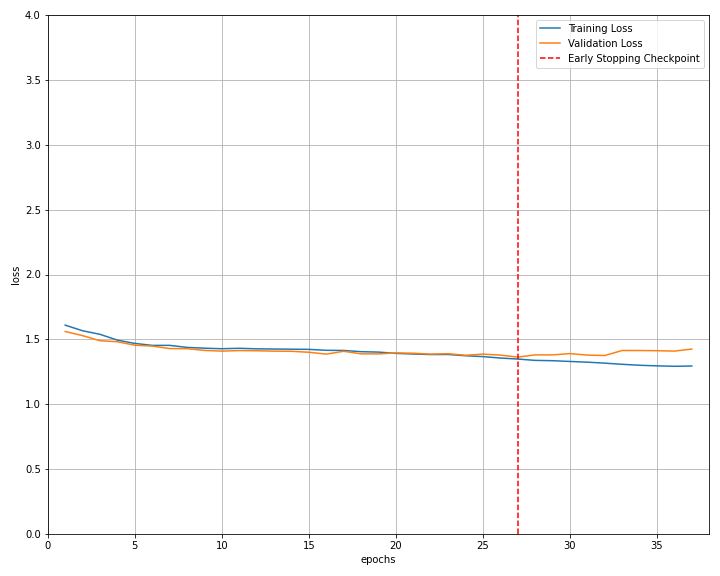 4.0
3.5
3.0
2.5
2.0
1.5
1.0
0.5
0.0
loss
0 5 10 15 20 25 30 35
epochs
Training Loss
Validation Loss
Early Stopping Checkpoint